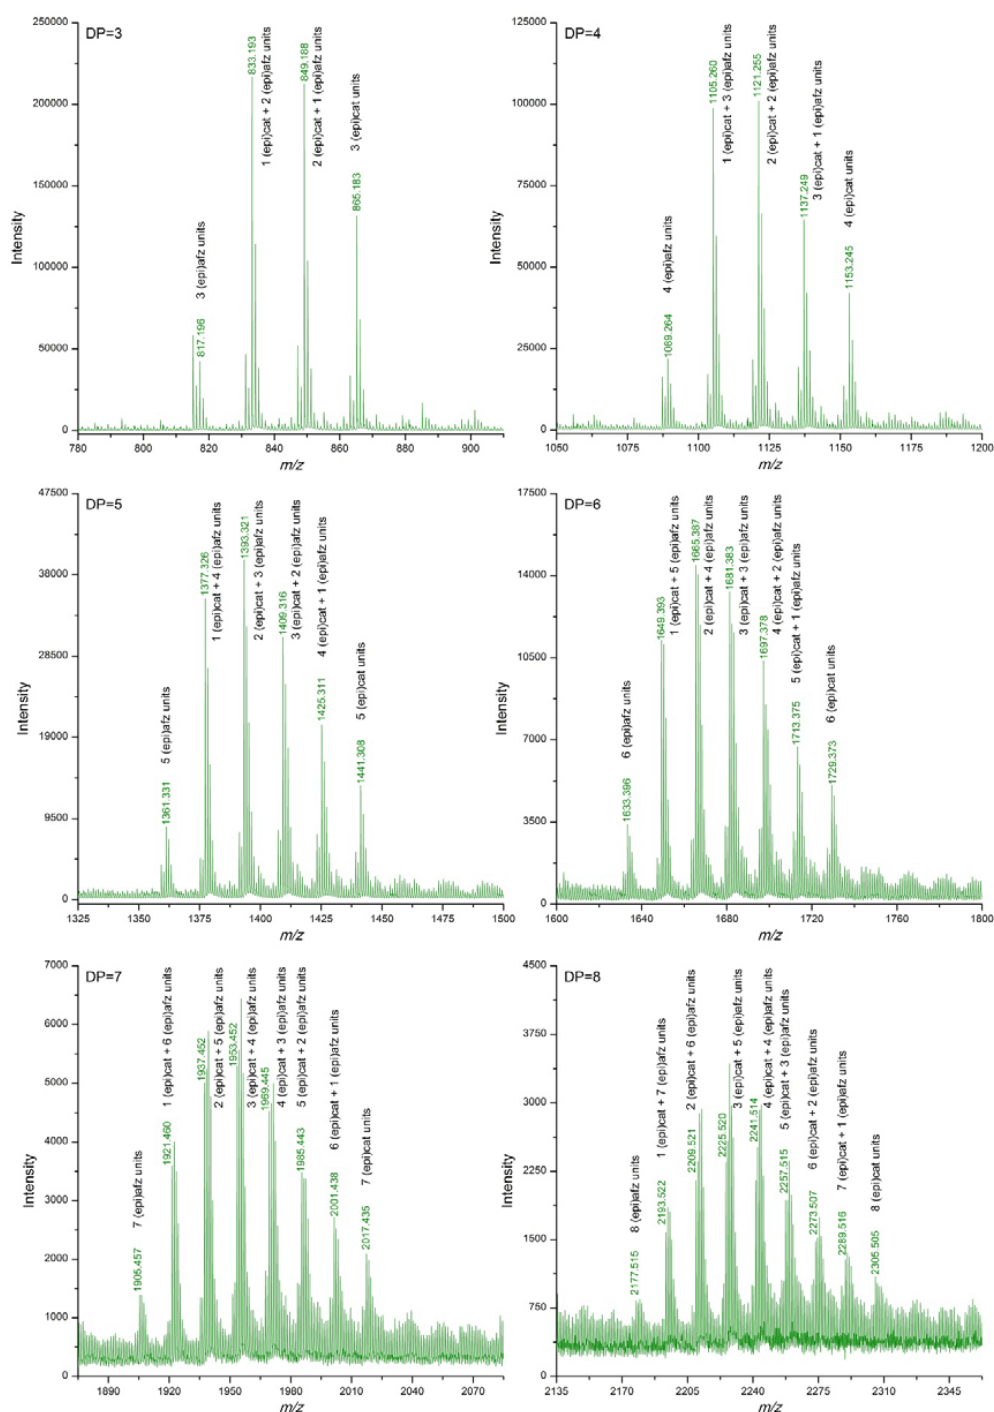 DP=3
250000
200000
150000
100000
50000
0
Intensity
817.196 3 (epi)afz units
833.193
1 (epi)cat + 2 (epi)afz units
849.188
2 (epi)cat + 1 (epi)afz units
865.183 3 (epi)cat units
780 800 820 840 860 880 900
m/z
DP=4
125000
100000
75000
50000
25000
0
Intensity
1089.264 4 (epi)afz units
1105.260
1 (epi)cat + 3 (epi)afz units
1121.255
2 (epi)cat + 2 (epi)afz units
1137.249
3 (epi)cat + 1 (epi)afz units
1153.245 4 (epi)cat units
1050 1075 1100 1125 1150 1175 1200
m/z
DP=5
47500
38000
28500
19000
9500
0
Intensity
1361.331 5 (epi)afz units
1377.326
1 (epi)cat + 4 (epi)afz units
1393.321
2 (epi)cat + 3 (epi)afz units
1409.316
3 (epi)cat + 2 (epi)afz units
1425.311 4 (epi)cat + 1 (epi)afz units
1441.308 5 (epi)cat units
1325 1350 1375 1400 1425 1450 1475 1500
m/z
DP=6
17500
14000
10500
7000
3500
0
Intensity
1633.396 6 (epi)afz units
1649.393
1 (epi)cat + 5 (epi)afz units
1665.387
2 (epi)cat + 4 (epi)afz units
1681.383
3 (epi)cat + 3 (epi)afz units
1697.378
4 (epi)cat + 2 (epi)afz units
1713.375 5 (epi)cat + 1 (epi)afz units
1729.373 6 (epi)cat units
1600 1640 1680 1720 1760 1800
m/z
DP=7
7000
6000
5000
4000
3000
2000
1000
0
Intensity
1905.457 7 (epi)afz units
1921.460 1 (epi)cat + 6 (epi)afz units
1937.452
2 (epi)cat + 5 (epi)afz units
1953.452
3 (epi)cat + 4 (epi)afz units
1969.445
4 (epi)cat + 3 (epi)afz units
1985.443 5 (epi)cat + 2 (epi)afz units
2001.438 6 (epi)cat + 1 (epi)afz units
2017.435 7 (epi)cat units
1890 1920 1950 1980 2010 2040 2070
m/z
DP=8
4500
3750
3000
2250
1500
750
0
Intensity
2177.515 8 (epi)afz units
2193.522 1 (epi)cat + 7 (epi)afz units
2209.521 2 (epi)cat + 6 (epi)afz units
2225.520
3 (epi)cat + 5 (epi)afz units
2241.514
4 (epi)cat + 4 (epi)afz units
2257.515 5 (epi)cat + 3 (epi)afz units
2273.507 6 (epi)cat + 2 (epi)afz units
2289.516 7 (epi)cat + 1 (epi)afz units
2305.505 8 (epi)cat units
2135 2170 2205 2240 2275 2310 2345
m/z